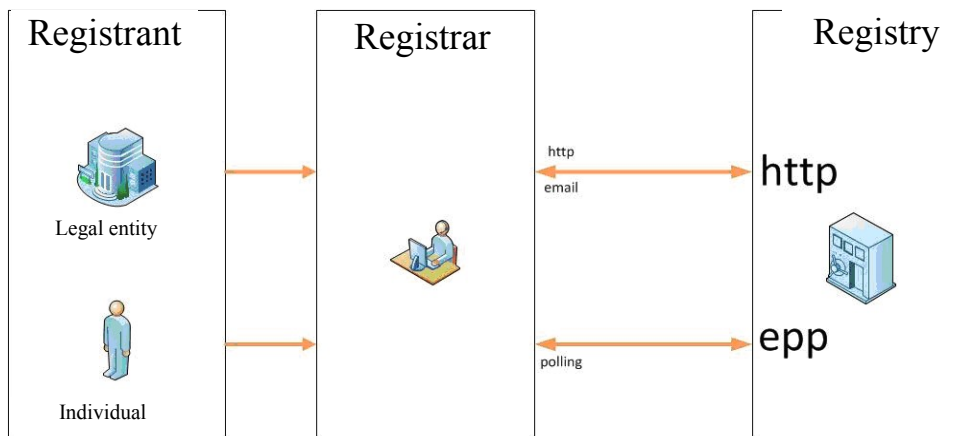 Registrant
Registrar
Registry
http
email
http
Legal entity
epp
polling
Individual